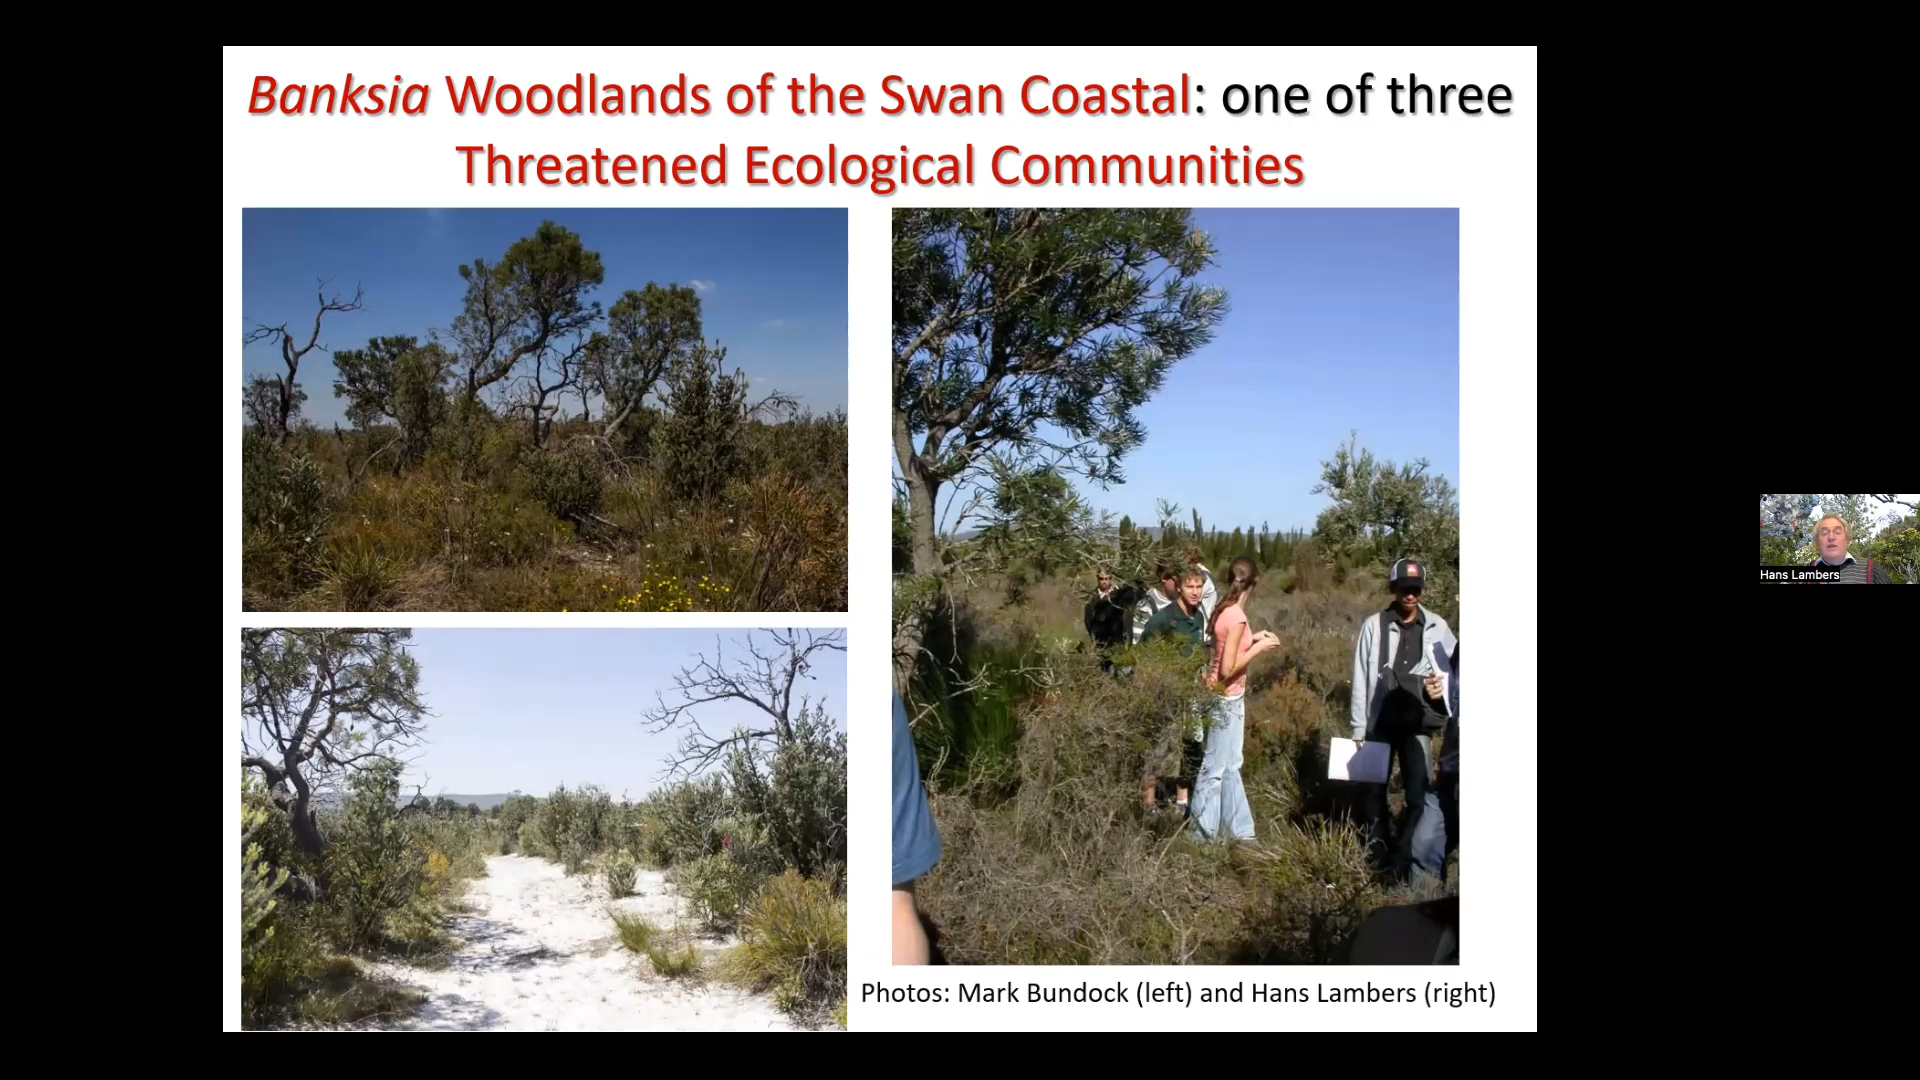 Banksia Woodlands of the Swan Coastal: one of three
Threatened Ecological Communities
Photos: Mark Bundock (left) and Hans Lambers (right)
Hans Lambers